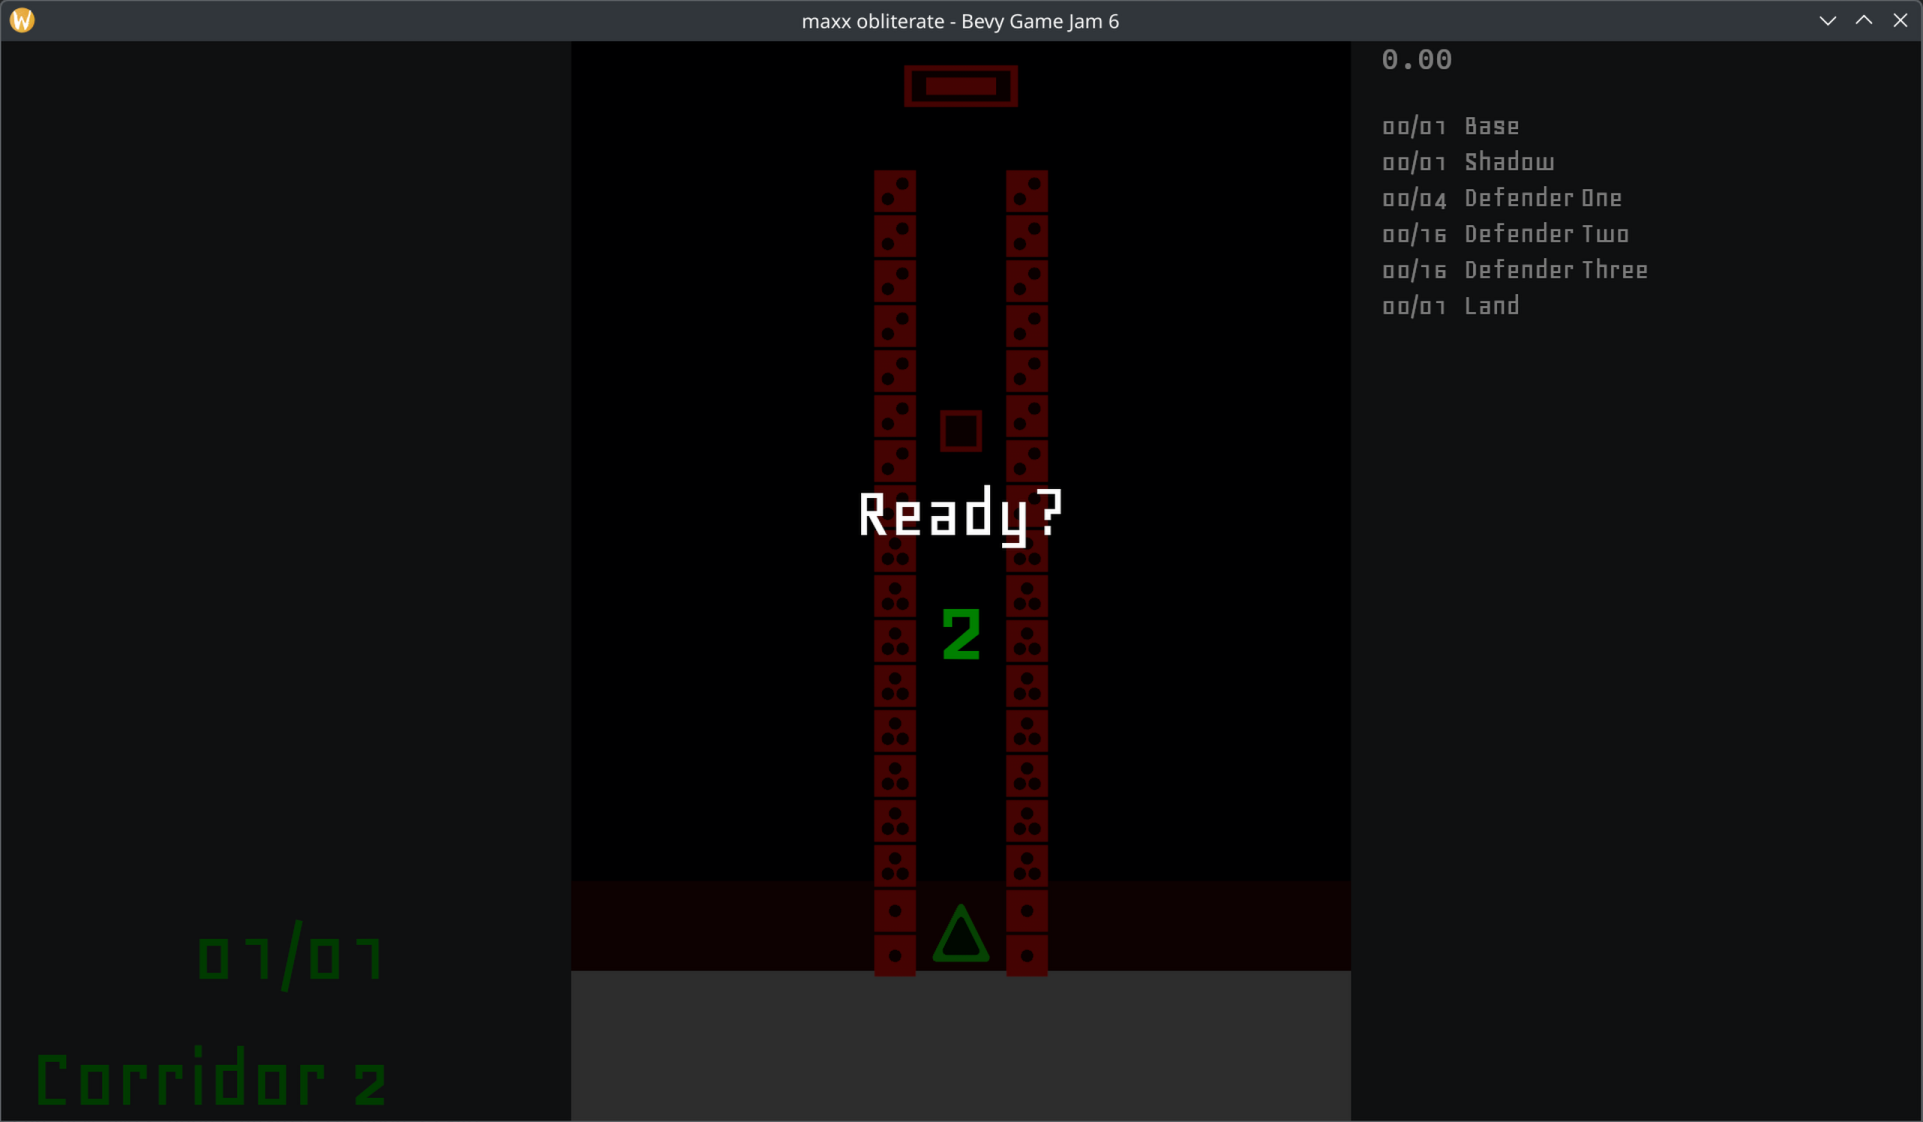 maxx obliterate - Bevy Game Jam 6
0.00
00/01 Base
00/01 Shadow
00/04 Defender One
00/16 Defender Two
00/16 Defender Three
00/01 Land
Ready?
2
01/01
Corridor 2